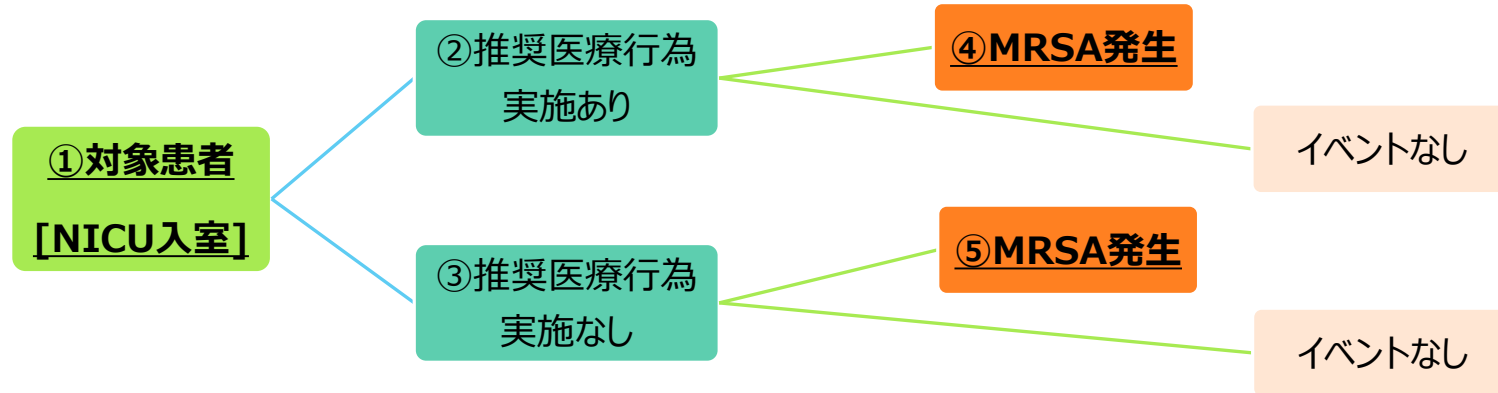 ①対象患者
[NICU入室]
②推奨医療行為
実施あり
③推奨医療行為
実施なし
④MRSA発生
イベントなし
⑤MRSA発生
イベントなし